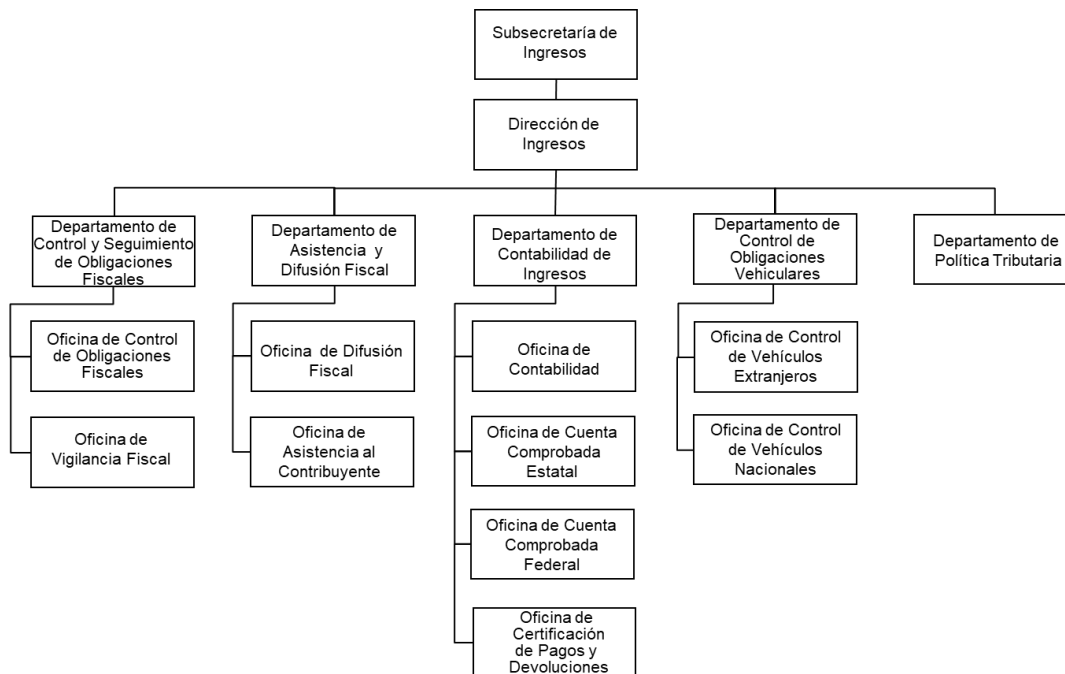 Subsecretaría de
Ingresos
Dirección de
Ingresos
Departamento de
Control y Seguimiento
de Obligaciones
Fiscales
Departamento de
Asistencia y
Difusión Fiscal
Departamento de
Contabilidad de
Ingresos
Departamento de
Control de
Obligaciones
Vehiculares
Departamento de
Política Tributaria
Oficina de Control
de Obligaciones
Fiscales
Oficina de Difusión
Fiscal
Oficina de
Contabilidad
Oficina de Control
de Vehículos
Extranjeros
Oficina de
Vigilancia Fiscal
Oficina de
Asistencia al
Contribuyente
Oficina de Cuenta
Comprobada
Estatal
Oficina de Control
de Vehículos
Nacionales
Oficina de Cuenta
Comprobada
Federal
Oficina de
Certificación
de Pagos y
Devoluciones